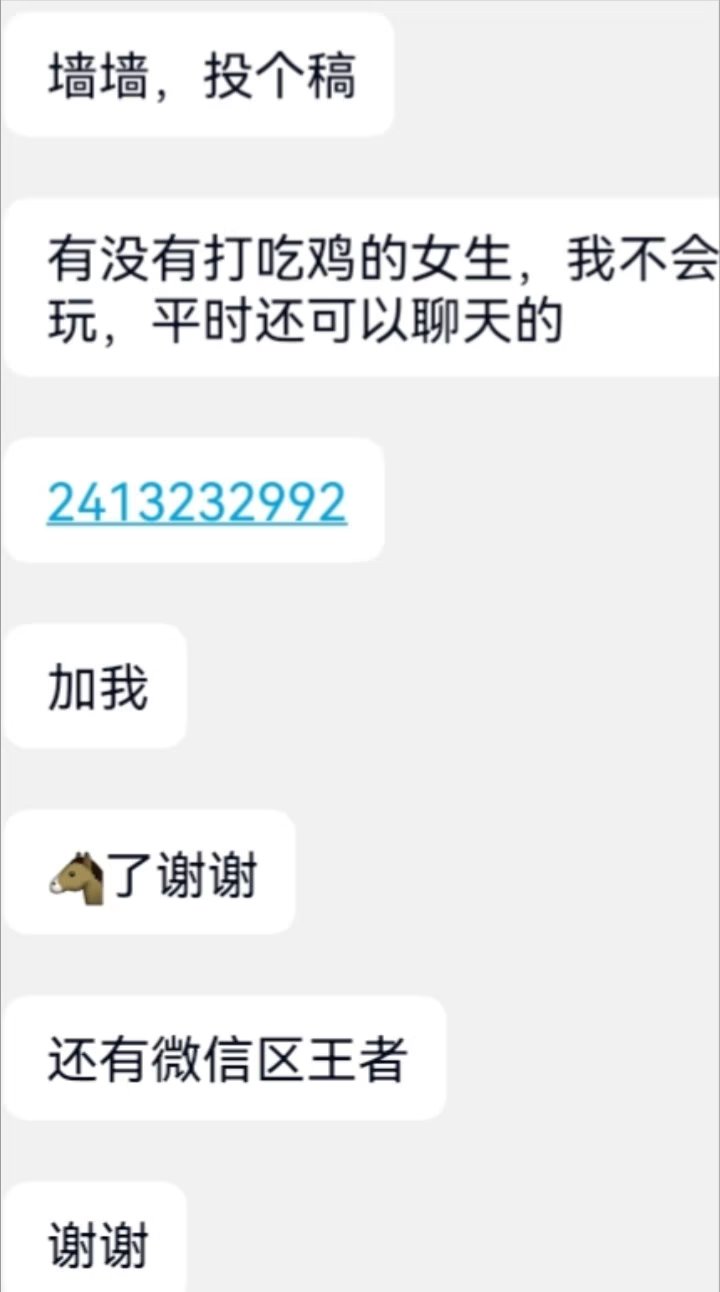 墙墙，投个稿
有没有打吃鸡的女生，我不会
玩，平时还可以聊天的
2413232992
加我
🐴了谢谢
还有微信区王者
谢谢